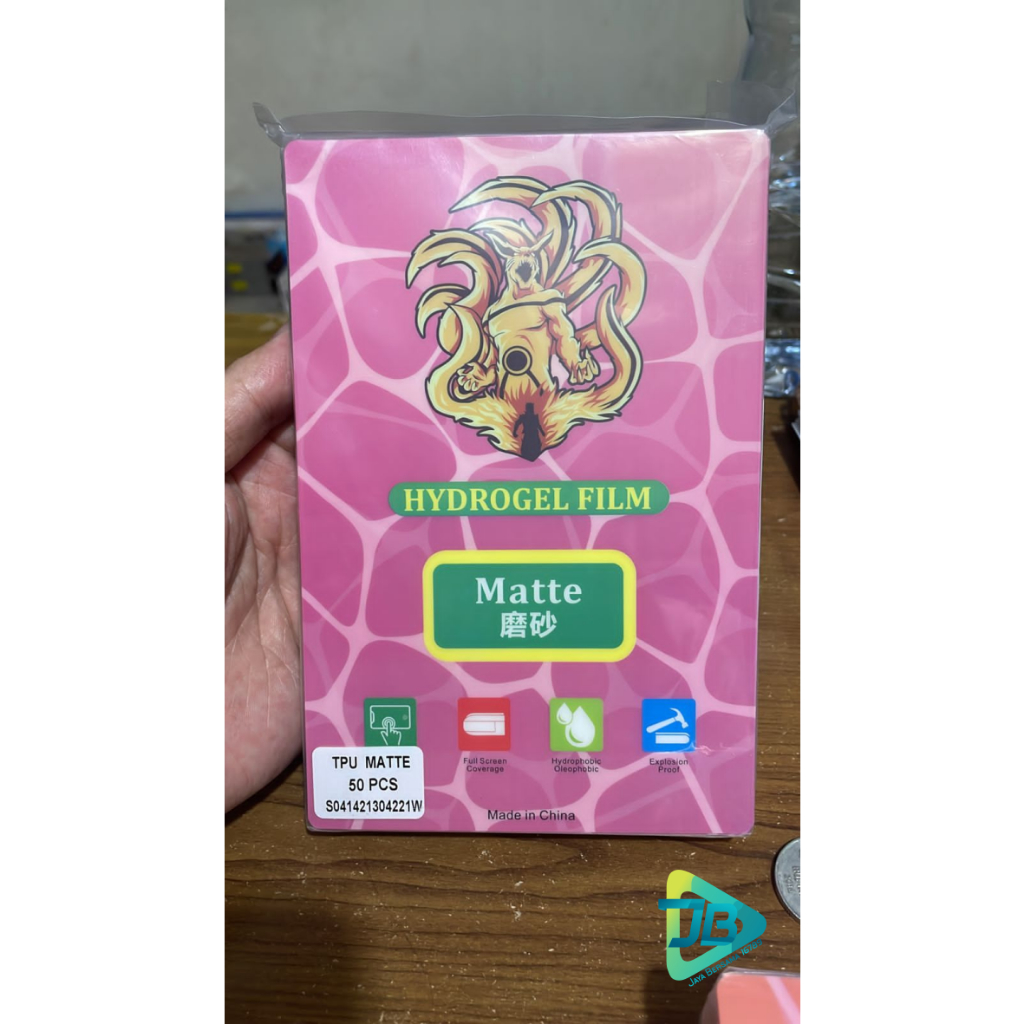 HYDROGEL FILM
Matte
磨砂
Full Screen
Coverage
Hydrophobic
Oleophobic
Explosion
Proof
TPU MATTE
50 PCS
S041421304221W
Made in China
JB